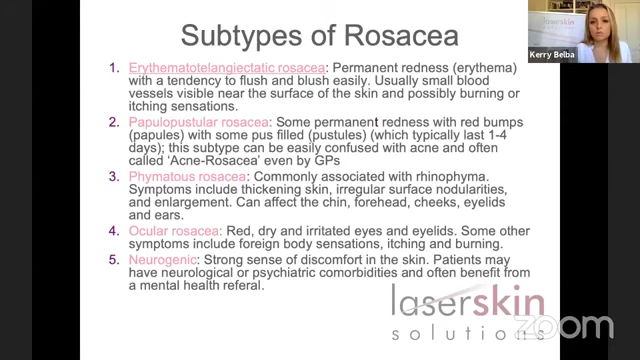 Subtypes of Rosacea
1. Erythematotelangiectatic rosacea: Permanent redness (erythema)
with a tendency to flush and blush easily. Usually small blood
vessels visible near the surface of the skin and possibly burning or
itching sensations.
2. Papulopustular rosacea: Some permanent redness with red bumps
(papules) with some pus filled (pustules) (which typically last 1-4
days); this subtype can be easily confused with acne and often
called 'Acne-Rosacea' even by GPs
3. Phymatous rosacea: Commonly associated with rhinophyma.
Symptoms include thickening skin, irregular surface nodularities,
and enlargement. Can affect the chin, forehead, cheeks, eyelids
and ears.
4. Ocular rosacea: Red, dry and irritated eyes and eyelids. Some other
symptoms include foreign body sensations, itching and burning.
5. Neurogenic: Strong sense of discomfort in the skin. Patients may
have neurological or psychiatric comorbidities and often benefit from
a mental health referal.
laserskin
solutions
zoom
Kerry Belba